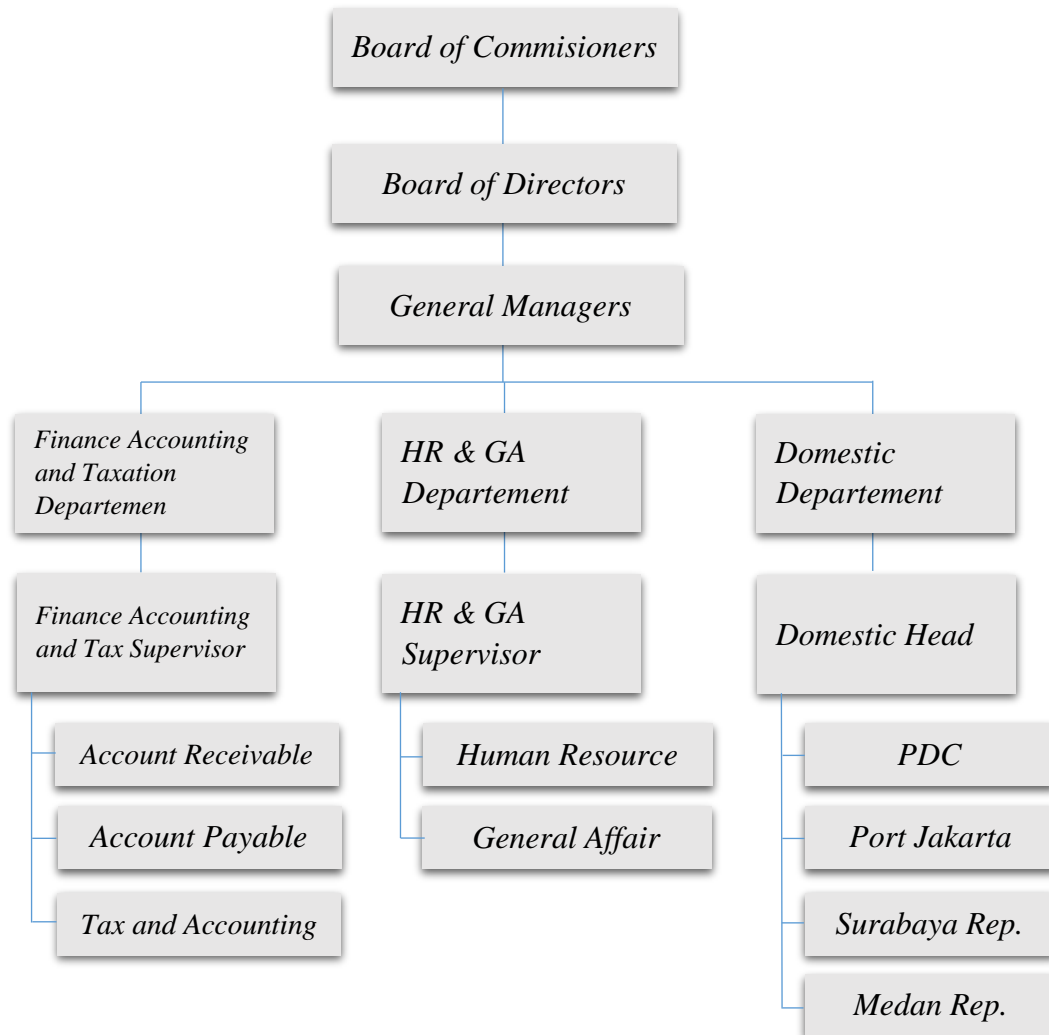 Board of Commisioners
Board of Directors
General Managers
Finance Accounting
and Taxation
Departemen
HR & GA
Departement
Domestic
Departement
Finance Accounting
and Tax Supervisor
HR & GA
Supervisor
Domestic Head
Account Receivable
Human Resource
PDC
Account Payable
General Affair
Port Jakarta
Tax and Accounting
Surabaya Rep.
Medan Rep.